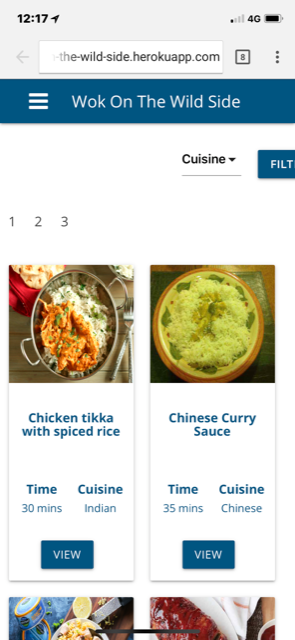 12:17
4G
-the-wild-side.herokuapp.com
8
Wok On The Wild Side
Cuisine
FILT
1 2 3
Chicken tikka
with spiced rice
Chinese Curry
Sauce
Time Cuisine
30 mins Indian
Time Cuisine
35 mins Chinese
VIEW
VIEW